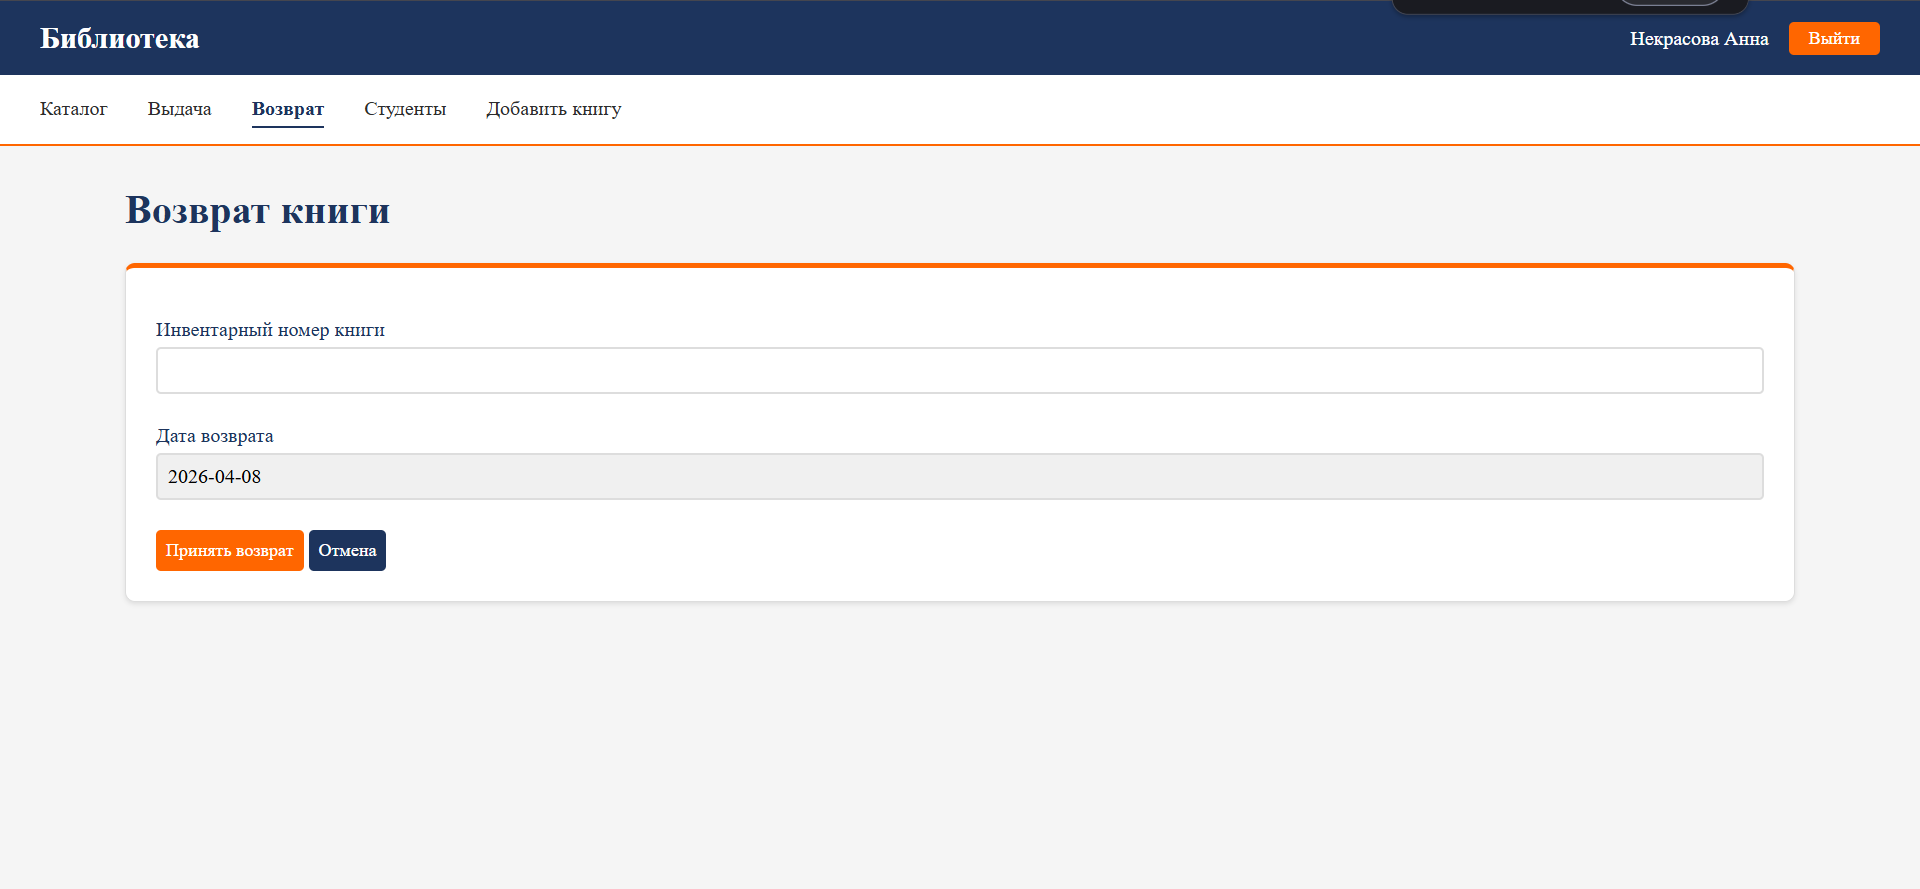 Библиотека
Некрасова Анна
Выйти
Каталог
Выдача
Возврат
Студенты
Добавить книгу
Возврат книги
Инвентарный номер книги
Дата возврата
2026-04-08
Принять возврат
Отмена